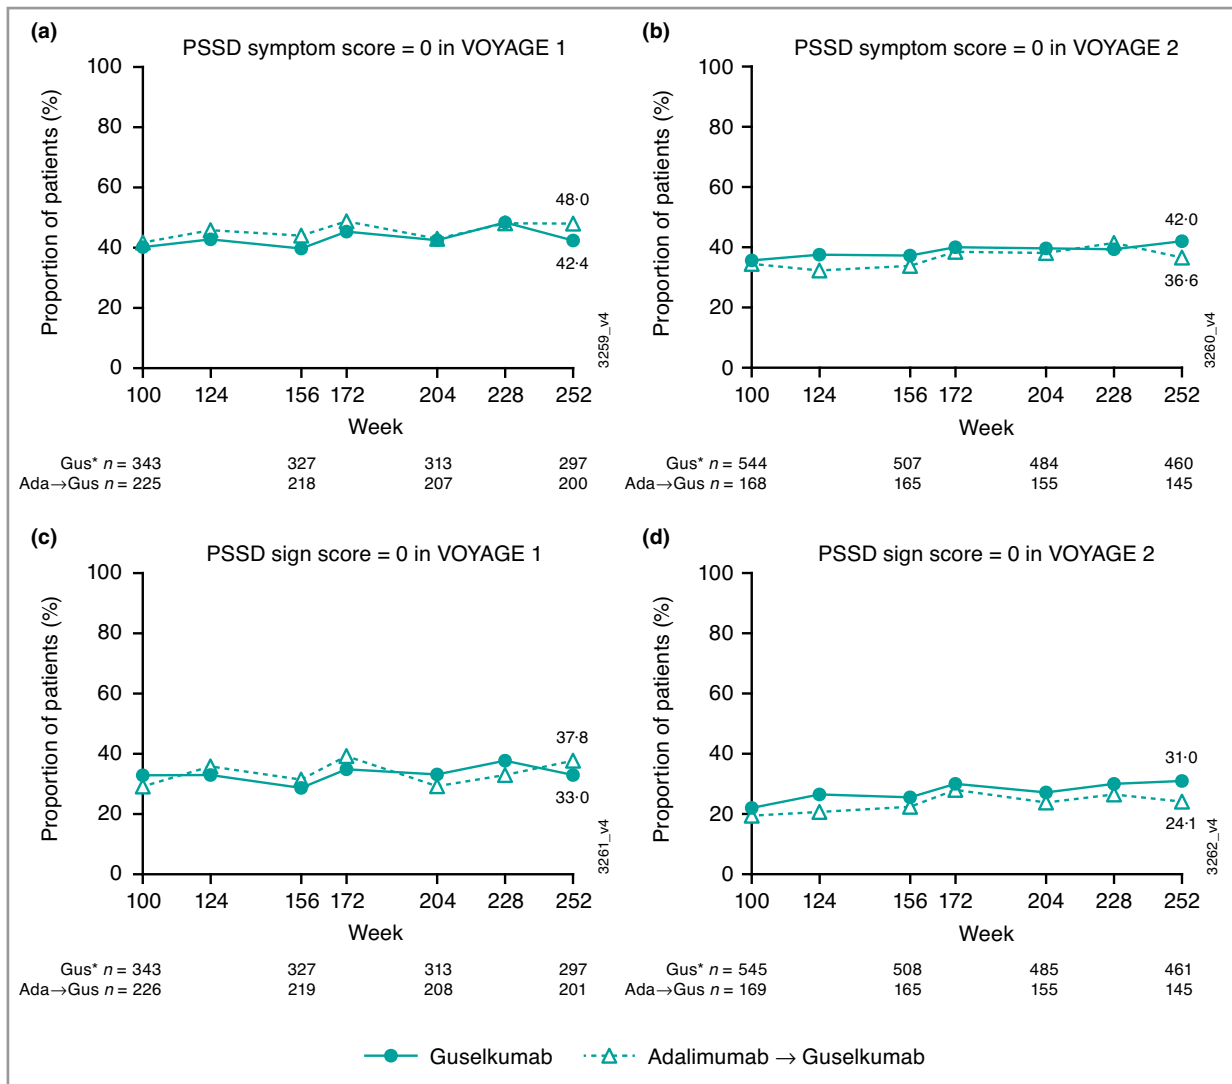 (a)
PSSD symptom score = 0 in VOYAGE 1
Proportion of patients (%)
100
80
60
40
20
0
48·0
42·4
3259_v4
100 124 156 172 204 228 252
Week
Gus* n = 343 327 313 297
Ada→Gus n = 225 218 207 200
(b)
PSSD symptom score = 0 in VOYAGE 2
Proportion of patients (%)
100
80
60
40
20
0
42·0
36·6
3260_v4
100 124 156 172 204 228 252
Week
Gus* n = 544 507 484 460
Ada→Gus n = 168 165 155 145
(c)
PSSD sign score = 0 in VOYAGE 1
Proportion of patients (%)
100
80
60
40
20
0
37·8
33·0
3261_v4
100 124 156 172 204 228 252
Week
Gus* n = 343 327 313 297
Ada→Gus n = 226 219 208 201
(d)
PSSD sign score = 0 in VOYAGE 2
Proportion of patients (%)
100
80
60
40
20
0
31·0
24·1
3262_v4
100 124 156 172 204 228 252
Week
Gus* n = 545 508 485 461
Ada→Gus n = 169 165 155 145
Guselkumab
Adalimumab → Guselkumab